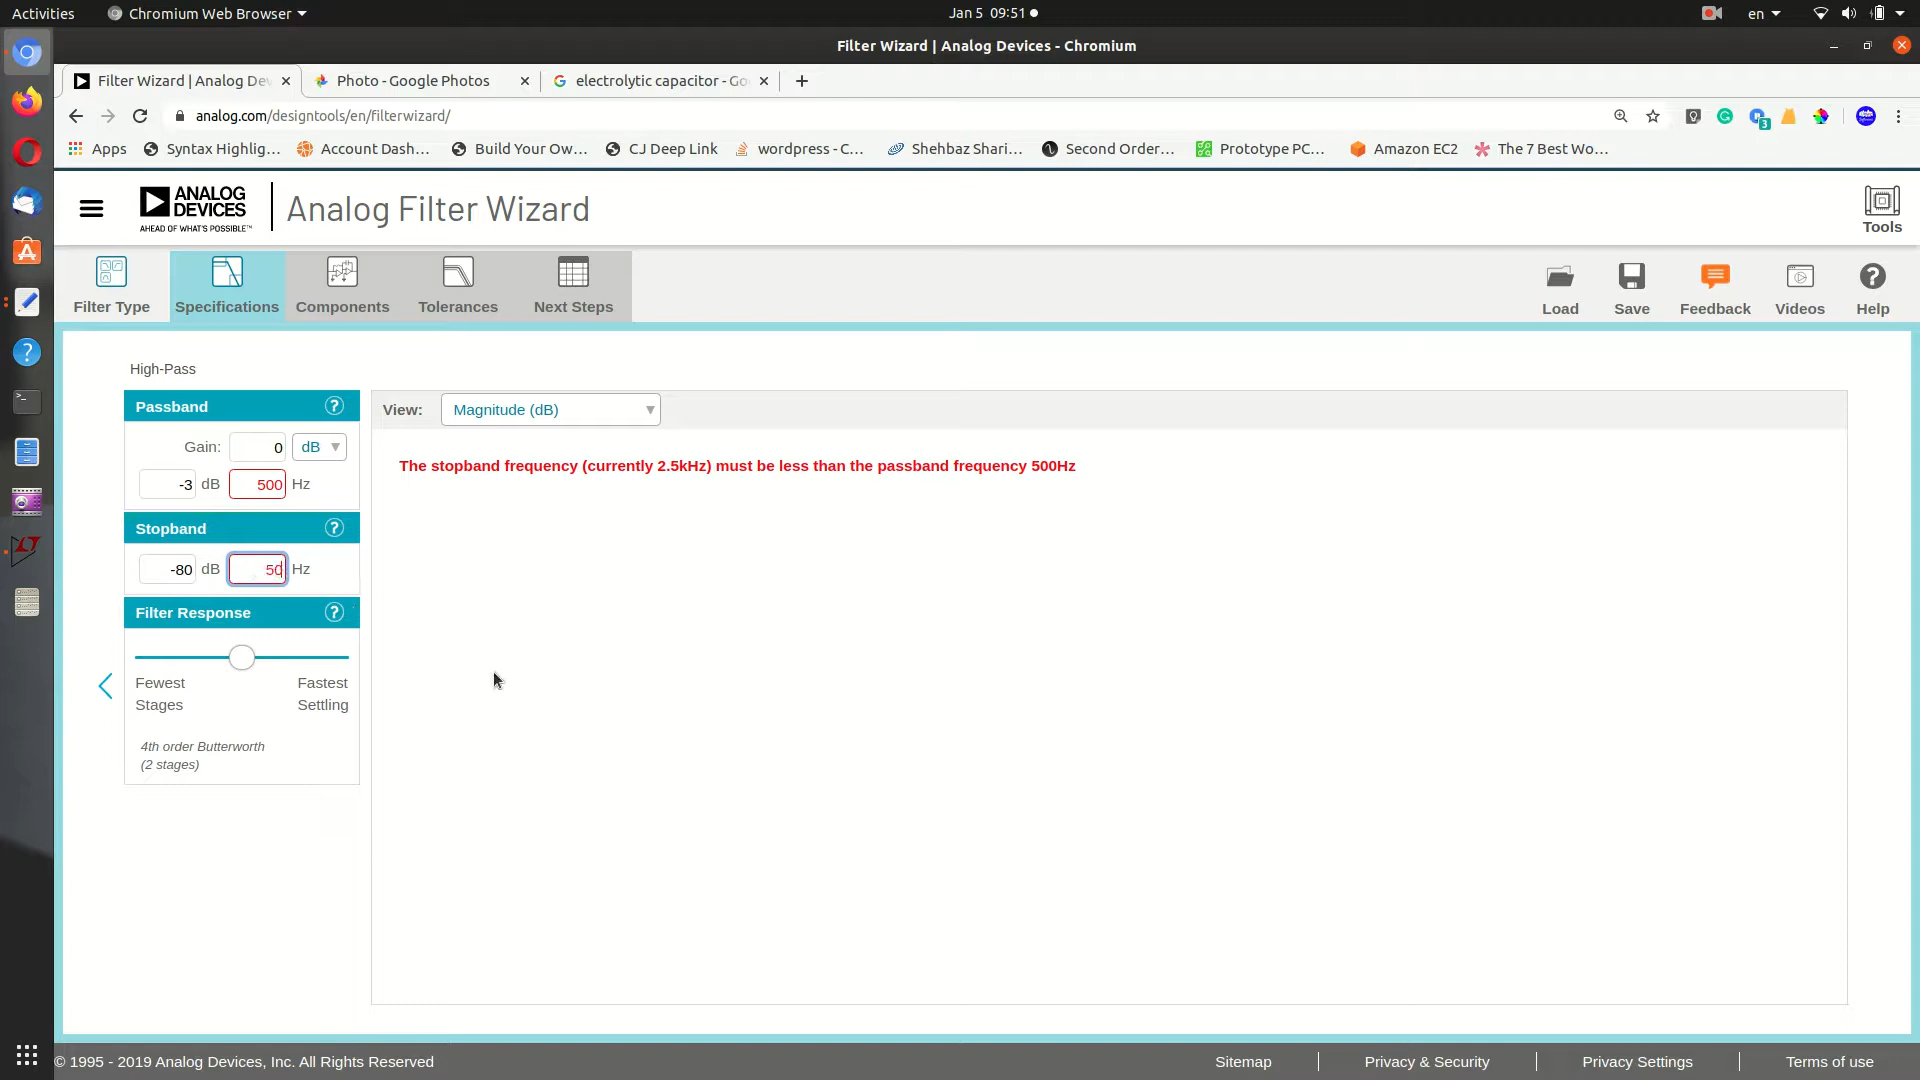 Activities Chromium Web Browser Jan 5 09:51 en
Filter Wizard | Analog Devices - Chromium
Filter Wizard | Analog De Photo - Google Photos electrolytic capacitor - Go
analog.com/designtools/en/filterwizard/ 3
Apps Syntax Highlig... Account Dash... Build Your Ow... CJ Deep Link wordpress - C... Shehbaz Shari... Second Order... Prototype PC... Amazon EC2 The 7 Best Wo...
ANALOG DEVICES
AHEAD OF WHAT'S POSSIBLE™
Analog Filter Wizard
Tools
Filter Type Specifications Components Tolerances Next Steps Load Save Feedback Videos Help
High-Pass
Passband ?
View: Magnitude (dB)
Gain: 0 dB
The stopband frequency (currently 2.5kHz) must be less than the passband frequency 500Hz
-3 dB 500 Hz
Stopband ?
-80 dB 50 Hz
Filter Response ?
Fewest Stages
Fastest Settling
4th order Butterworth
(2 stages)
© 1995 - 2019 Analog Devices, Inc. All Rights Reserved Sitemap Privacy & Security Privacy Settings Terms of use